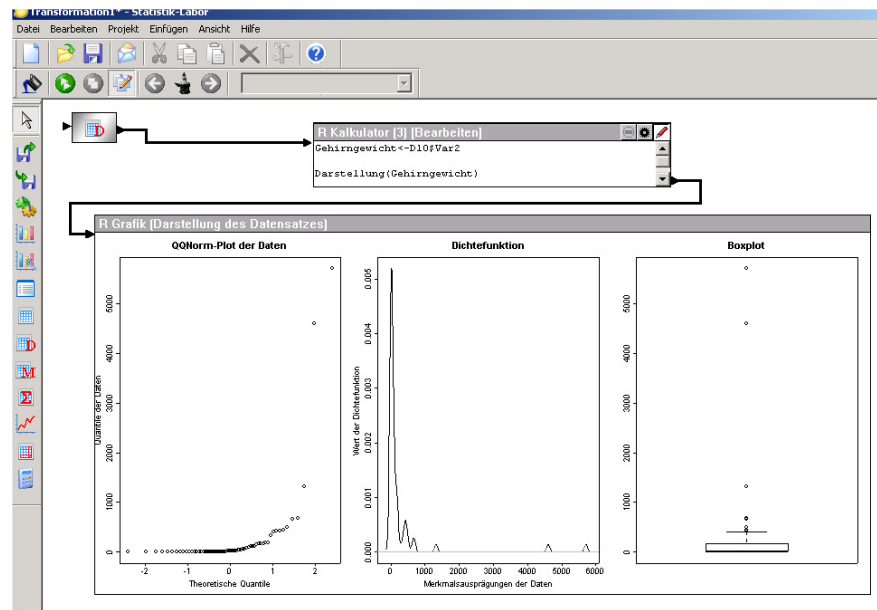 Transformation1* - Statistik-Labor
Datei Bearbeiten Projekt Einfügen Ansicht Hilfe
D
R Kalkulator (3) [Bearbeiten]
Gehirngewicht<-D10$Var2
Darstellung(Gehirngewicht)
R Grafik (Darstellung des Datensatzes)
QQNorm-Plot der Daten
Quantile der Daten
0 1000 2000 3000 4000 5000
-2 -1 0 1 2
Theoretische Quantile
Dichtefunktion
Wert der Dichtefunktion
0.000 0.001 0.002 0.003 0.004 0.005
0 1000 2000 3000 4000 5000 6000
Merkmalsausprägungen der Daten
Boxplot
0 1000 2000 3000 4000 5000
D
M
Σ